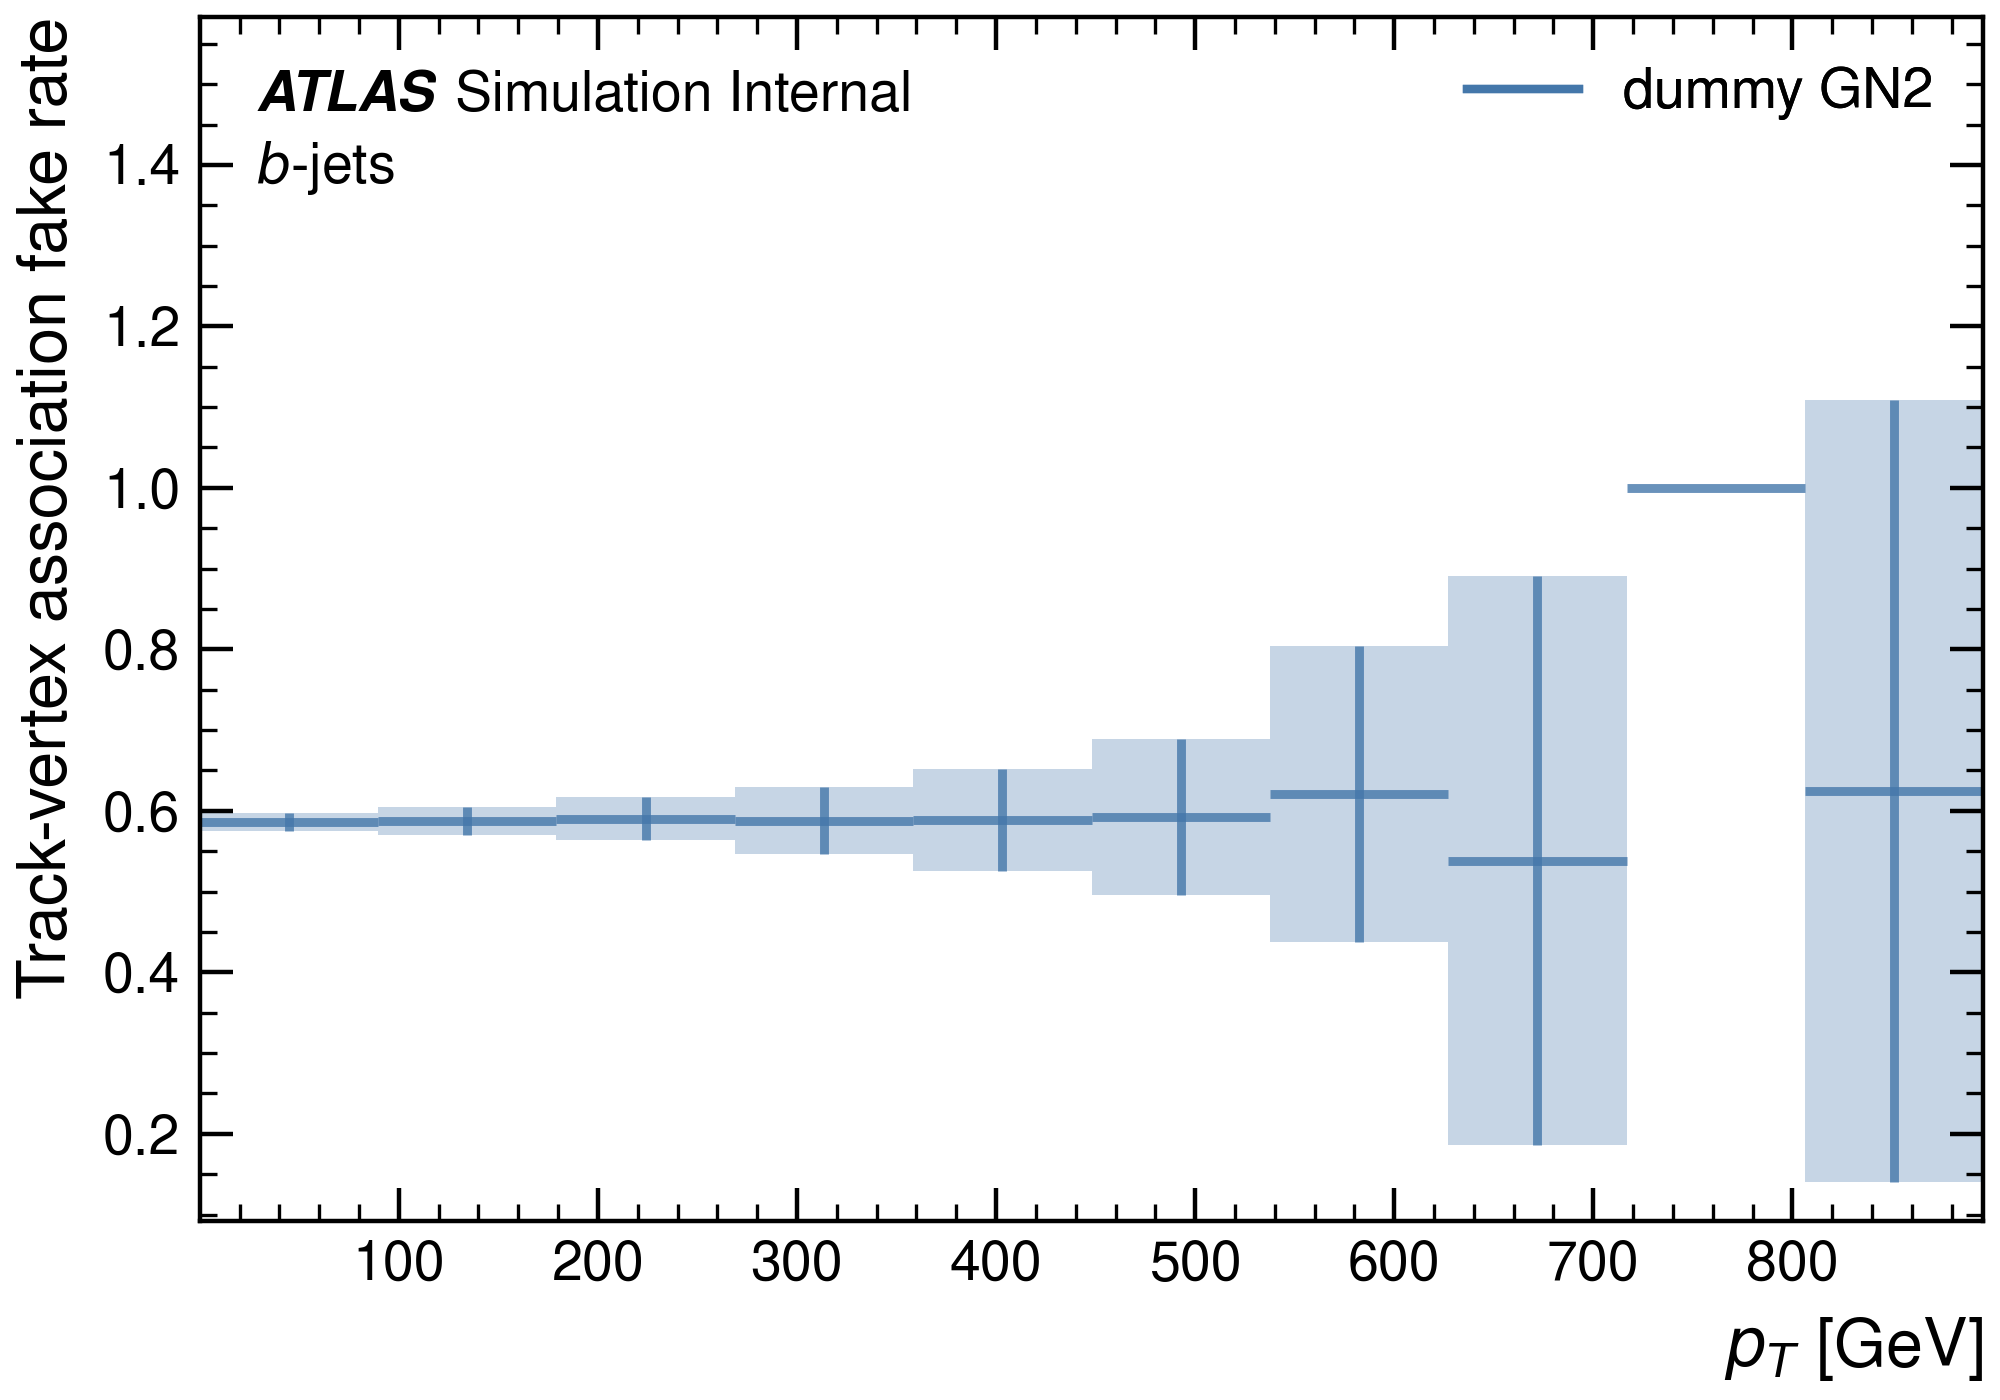 Track-vertex association fake rate
ATLAS Simulation Internal
b-jets
dummy GN2
1.4
1.2
1.0
0.8
0.6
0.4
0.2
100 200 300 400 500 600 700 800
pT [GeV]